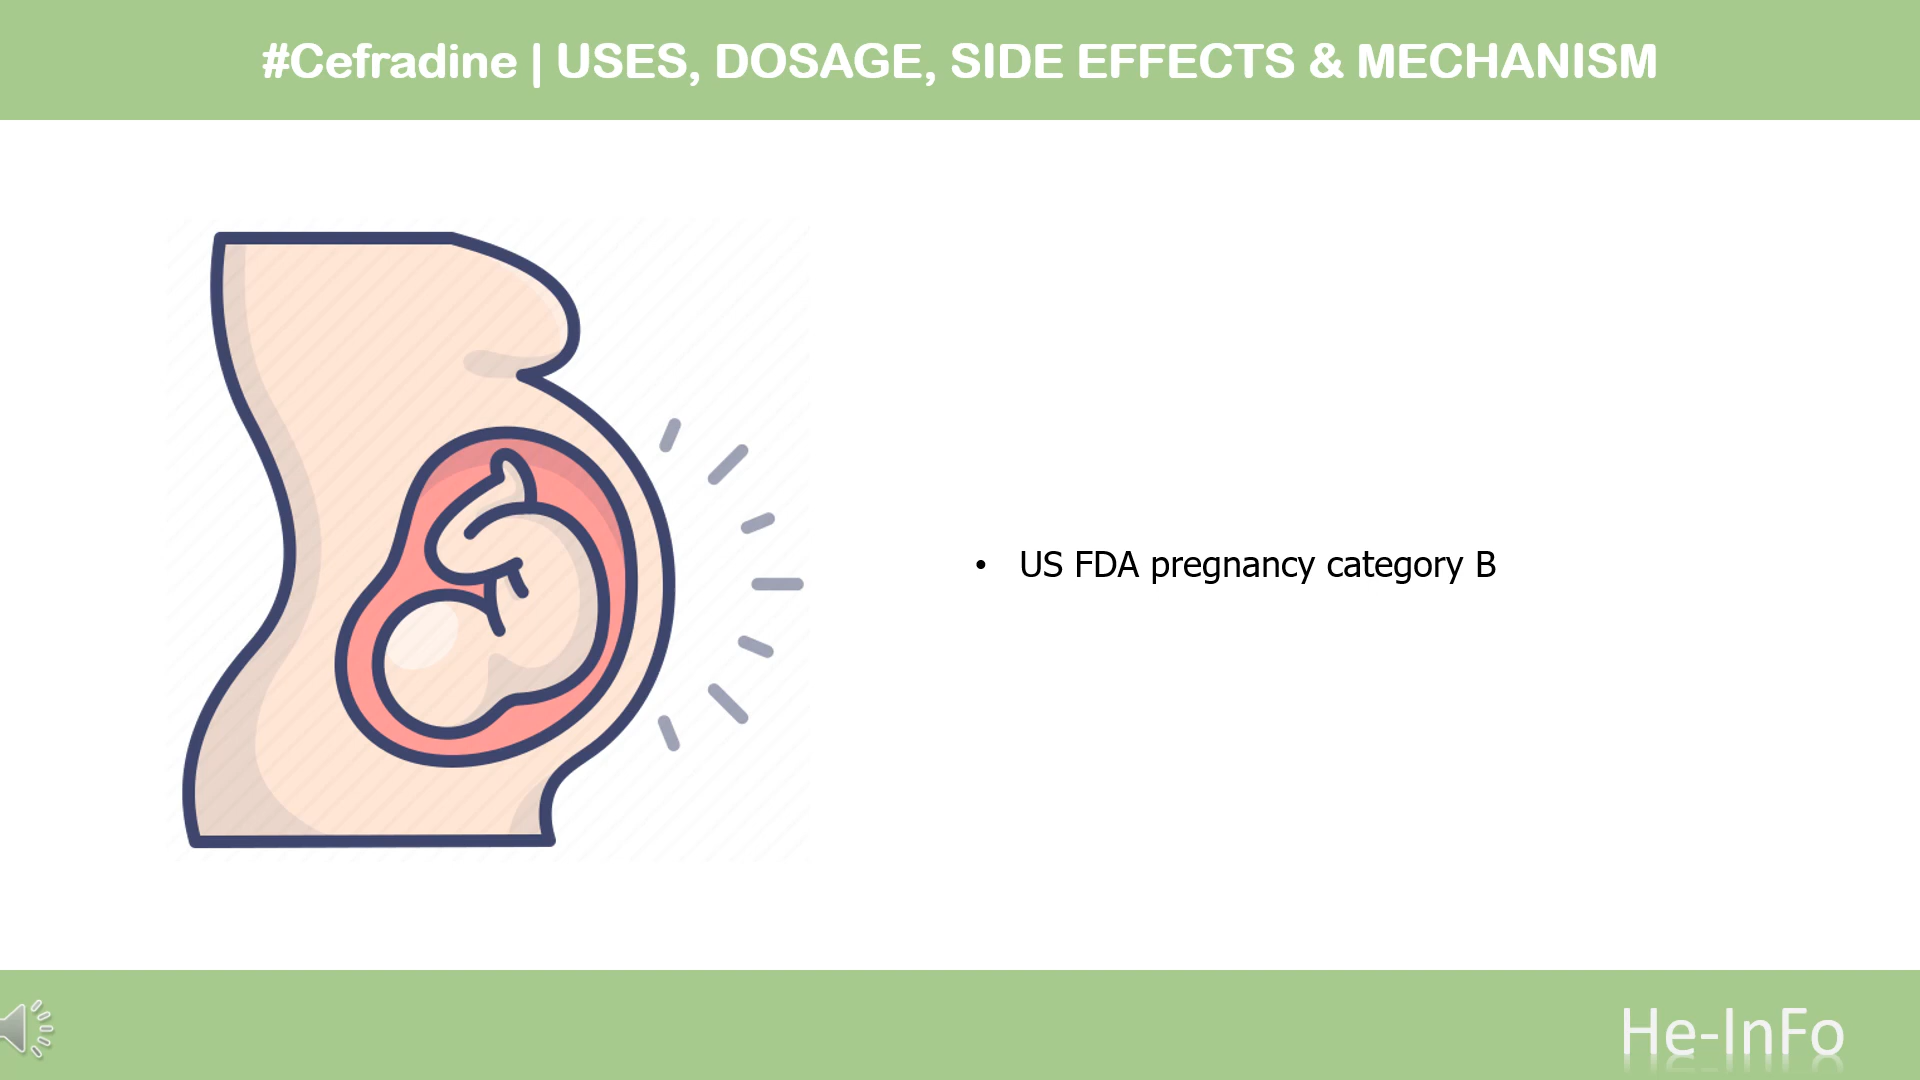 #Cefradine | USES, DOSAGE, SIDE EFFECTS & MECHANISM
• US FDA pregnancy category B
He-InFo